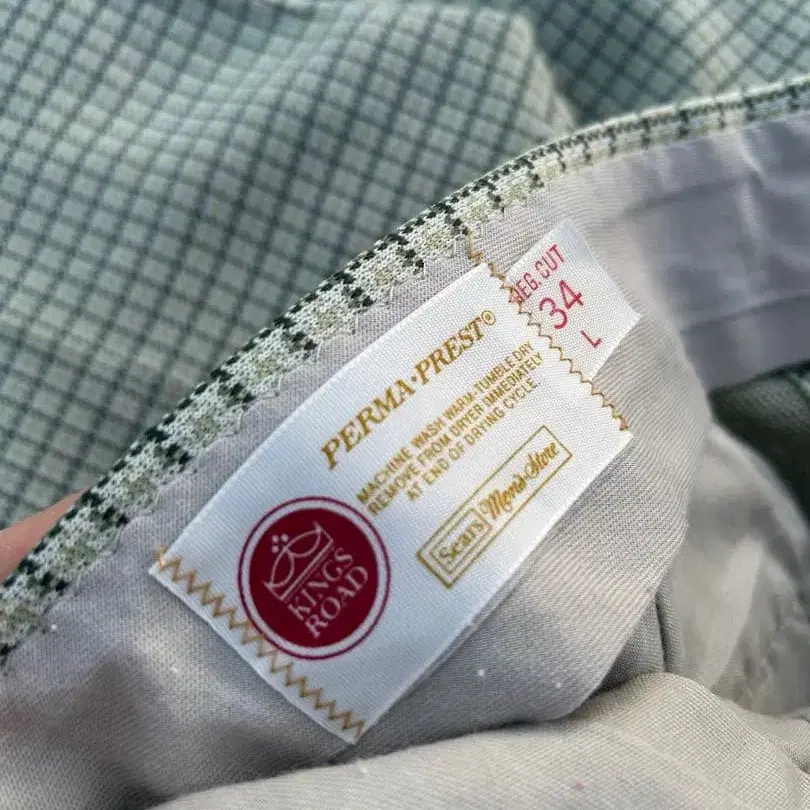 REG. CUT
34
L
PERMA·PREST®
MACHINE WASH WARM-TUMBLE DRY
REMOVE FROM DRYER IMMEDIATELY
AT END OF DRYING CYCLE
Sears Men's Store
KINGS
ROAD